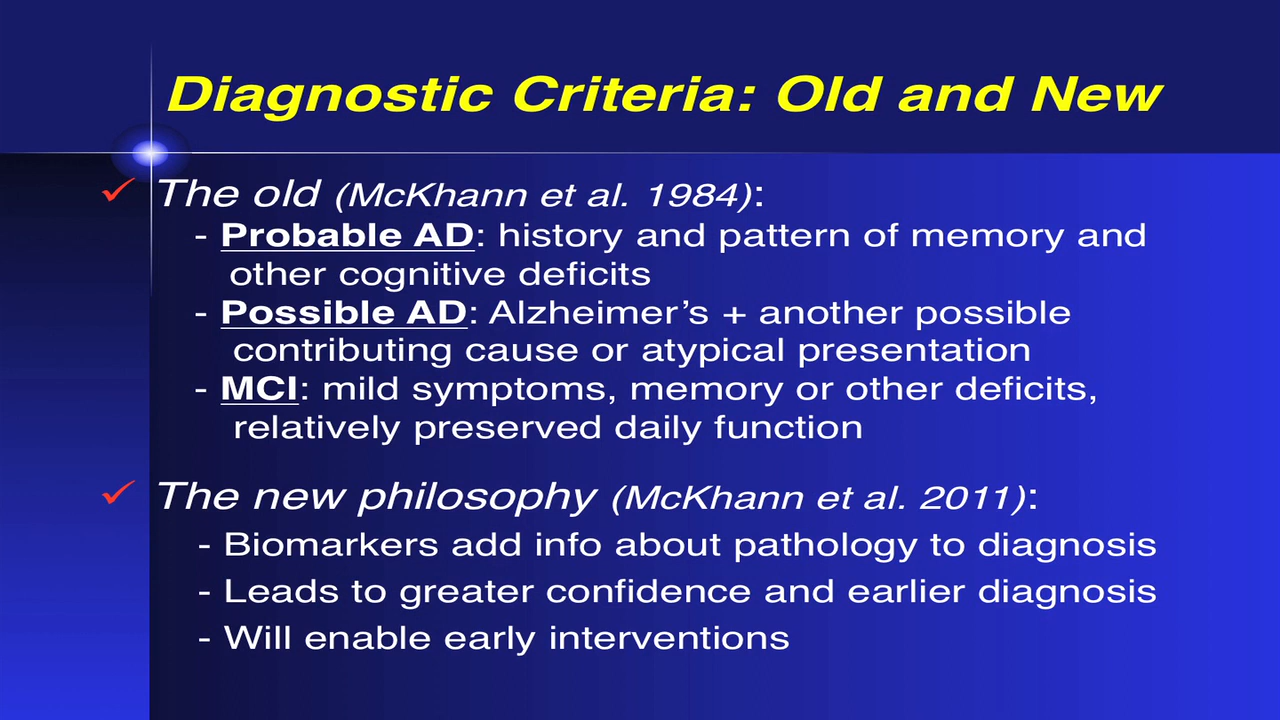 Diagnostic Criteria: Old and New
✓ The old (McKhann et al. 1984):
- Probable AD: history and pattern of memory and
other cognitive deficits
- Possible AD: Alzheimer’s + another possible
contributing cause or atypical presentation
- MCI: mild symptoms, memory or other deficits,
relatively preserved daily function
✓ The new philosophy (McKhann et al. 2011):
- Biomarkers add info about pathology to diagnosis
- Leads to greater confidence and earlier diagnosis
- Will enable early interventions